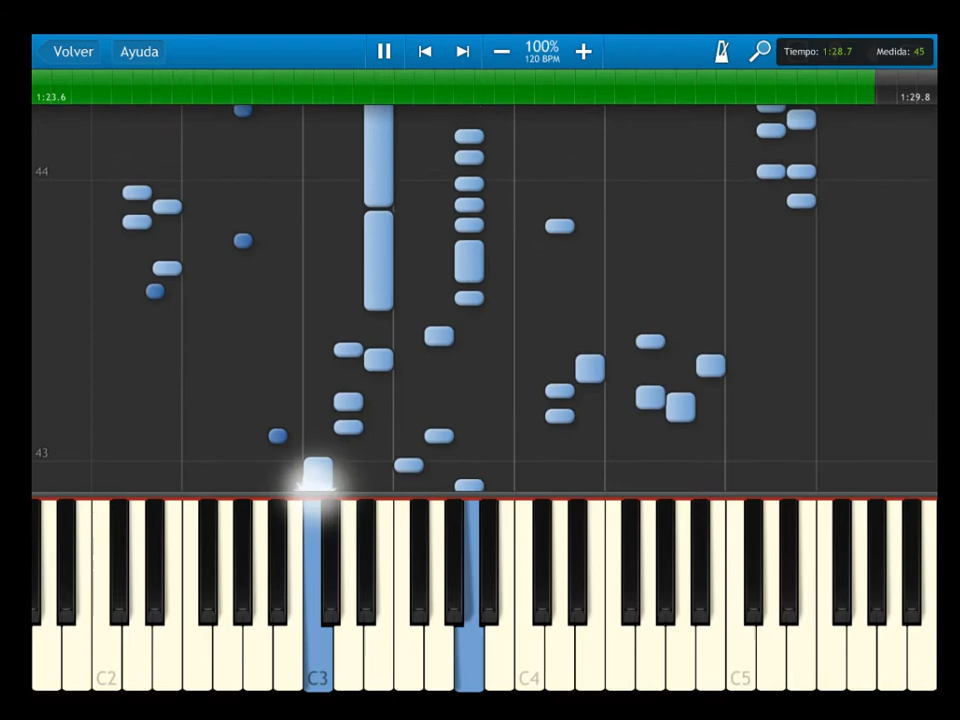 Volver Ayuda 100% Tiempo: 1:28.7 Medida: 45
120 BPM
1:23.6 1:29.8
44
43
C2 C3 C4 C5